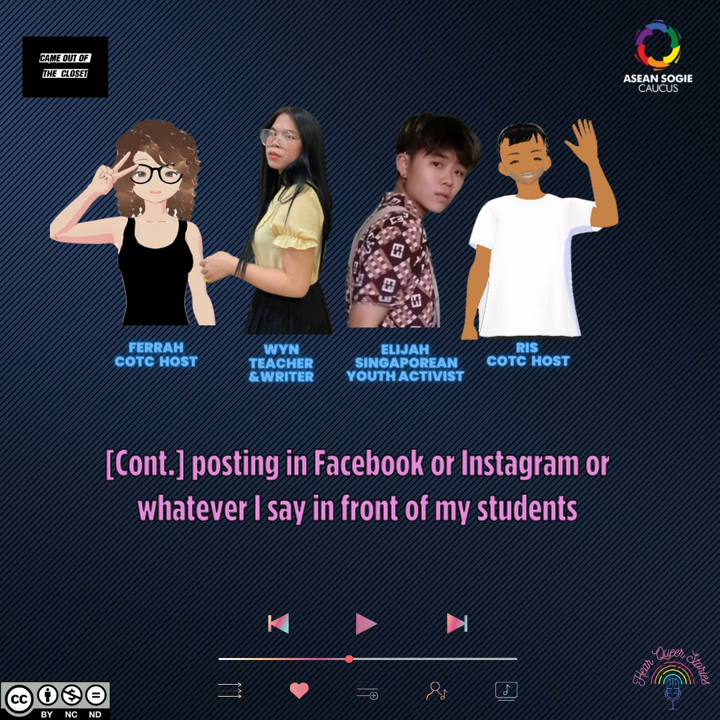 CAME OUT OF
THE CLOSET
ASEAN SOGIE
CAUCUS
FERRAH
COTC HOST
WYN
TEACHER
&WRITER
ELIJAH
SINGAPOREAN
YOUTH ACTIVIST
RIS
COTC HOST
[Cont.] posting in Facebook or Instagram or
whatever I say in front of my students
Hear Queer Stories
cc
BY NC ND